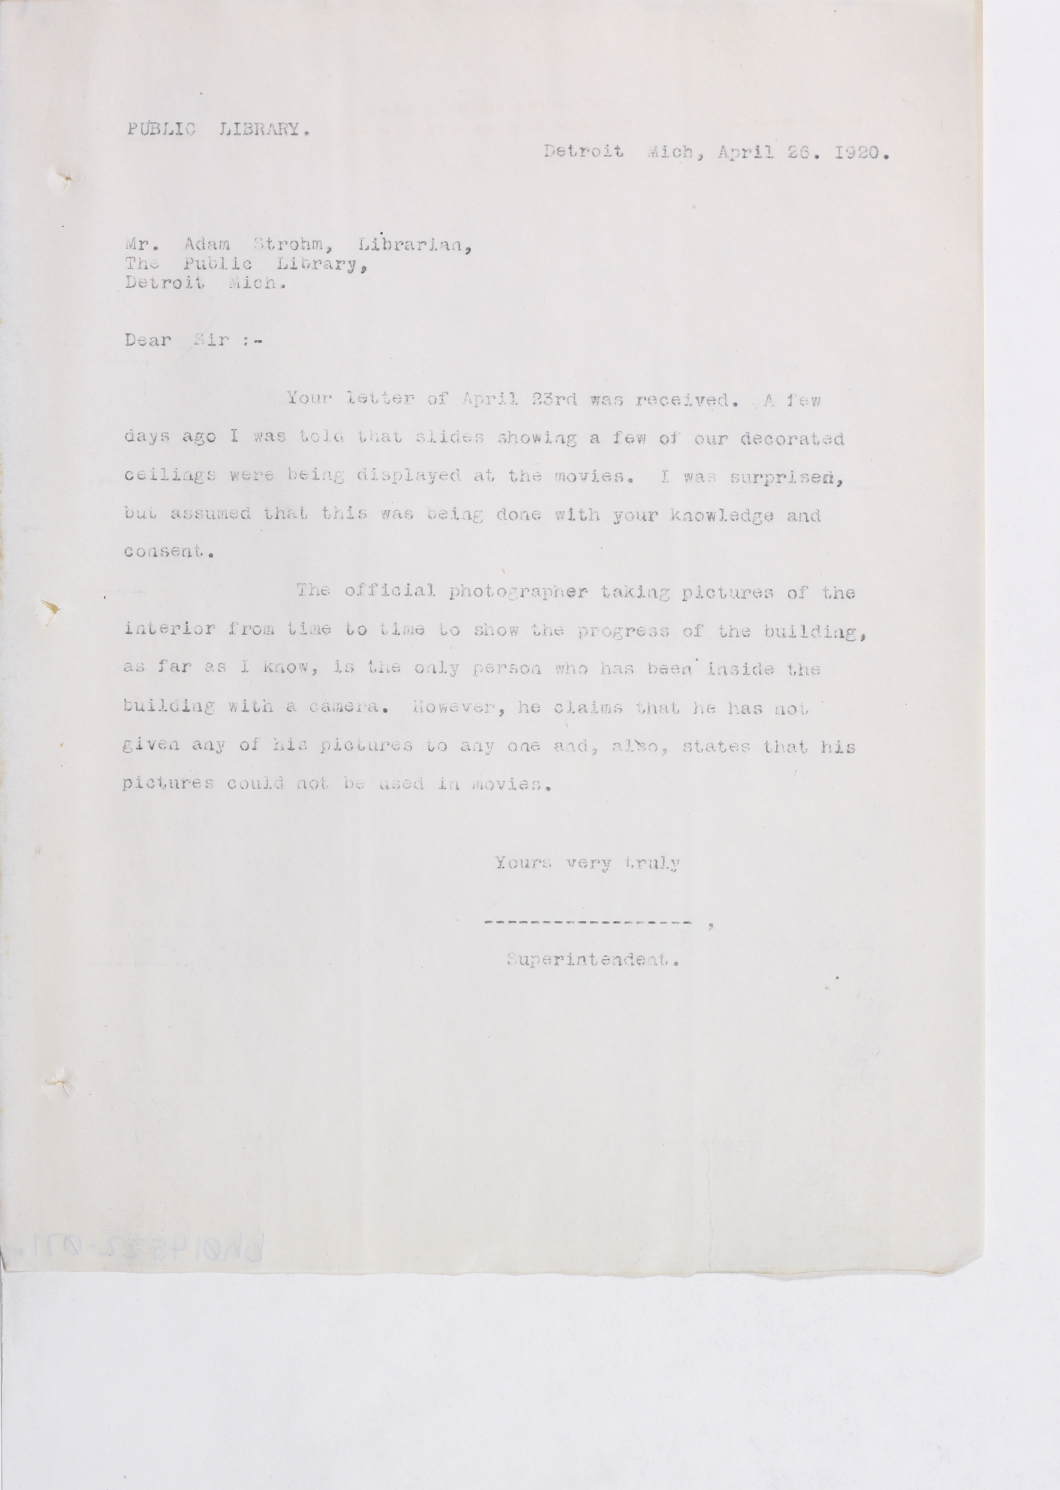 PUBLIC LIBRARY.
Detroit Mich, April 26. 1920.
Mr. Adam Strohm, Librarian,
The Public Library,
Detroit Mich.
Dear Sir :-
Your letter of April 23rd was received. A few
days ago I was told that slides showing a few of our decorated
ceilings were being displayed at the movies. I was surprised,
but assumed that this was being done with your knowledge and
consent.
The official photographer taking pictures of the
interior from time to time to show the progress of the building,
as far as I know, is the only person who has been inside the
building with a camera. However, he claims that he has not
given any of his pictures to any one and, also, states that his
pictures could not be used in movies.
Yours very truly
------------------ ,
Superintendent.